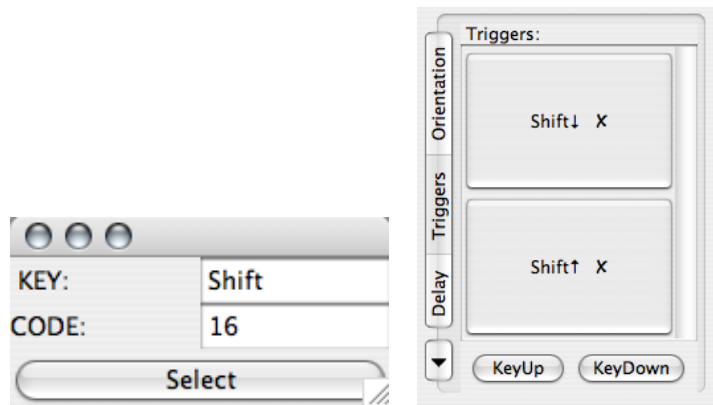 KEY: Shift
CODE: 16
Select
Triggers:
Orientation
Triggers
Delay
Shift↓ ✘
Shift↑ ✘
KeyUp KeyDown